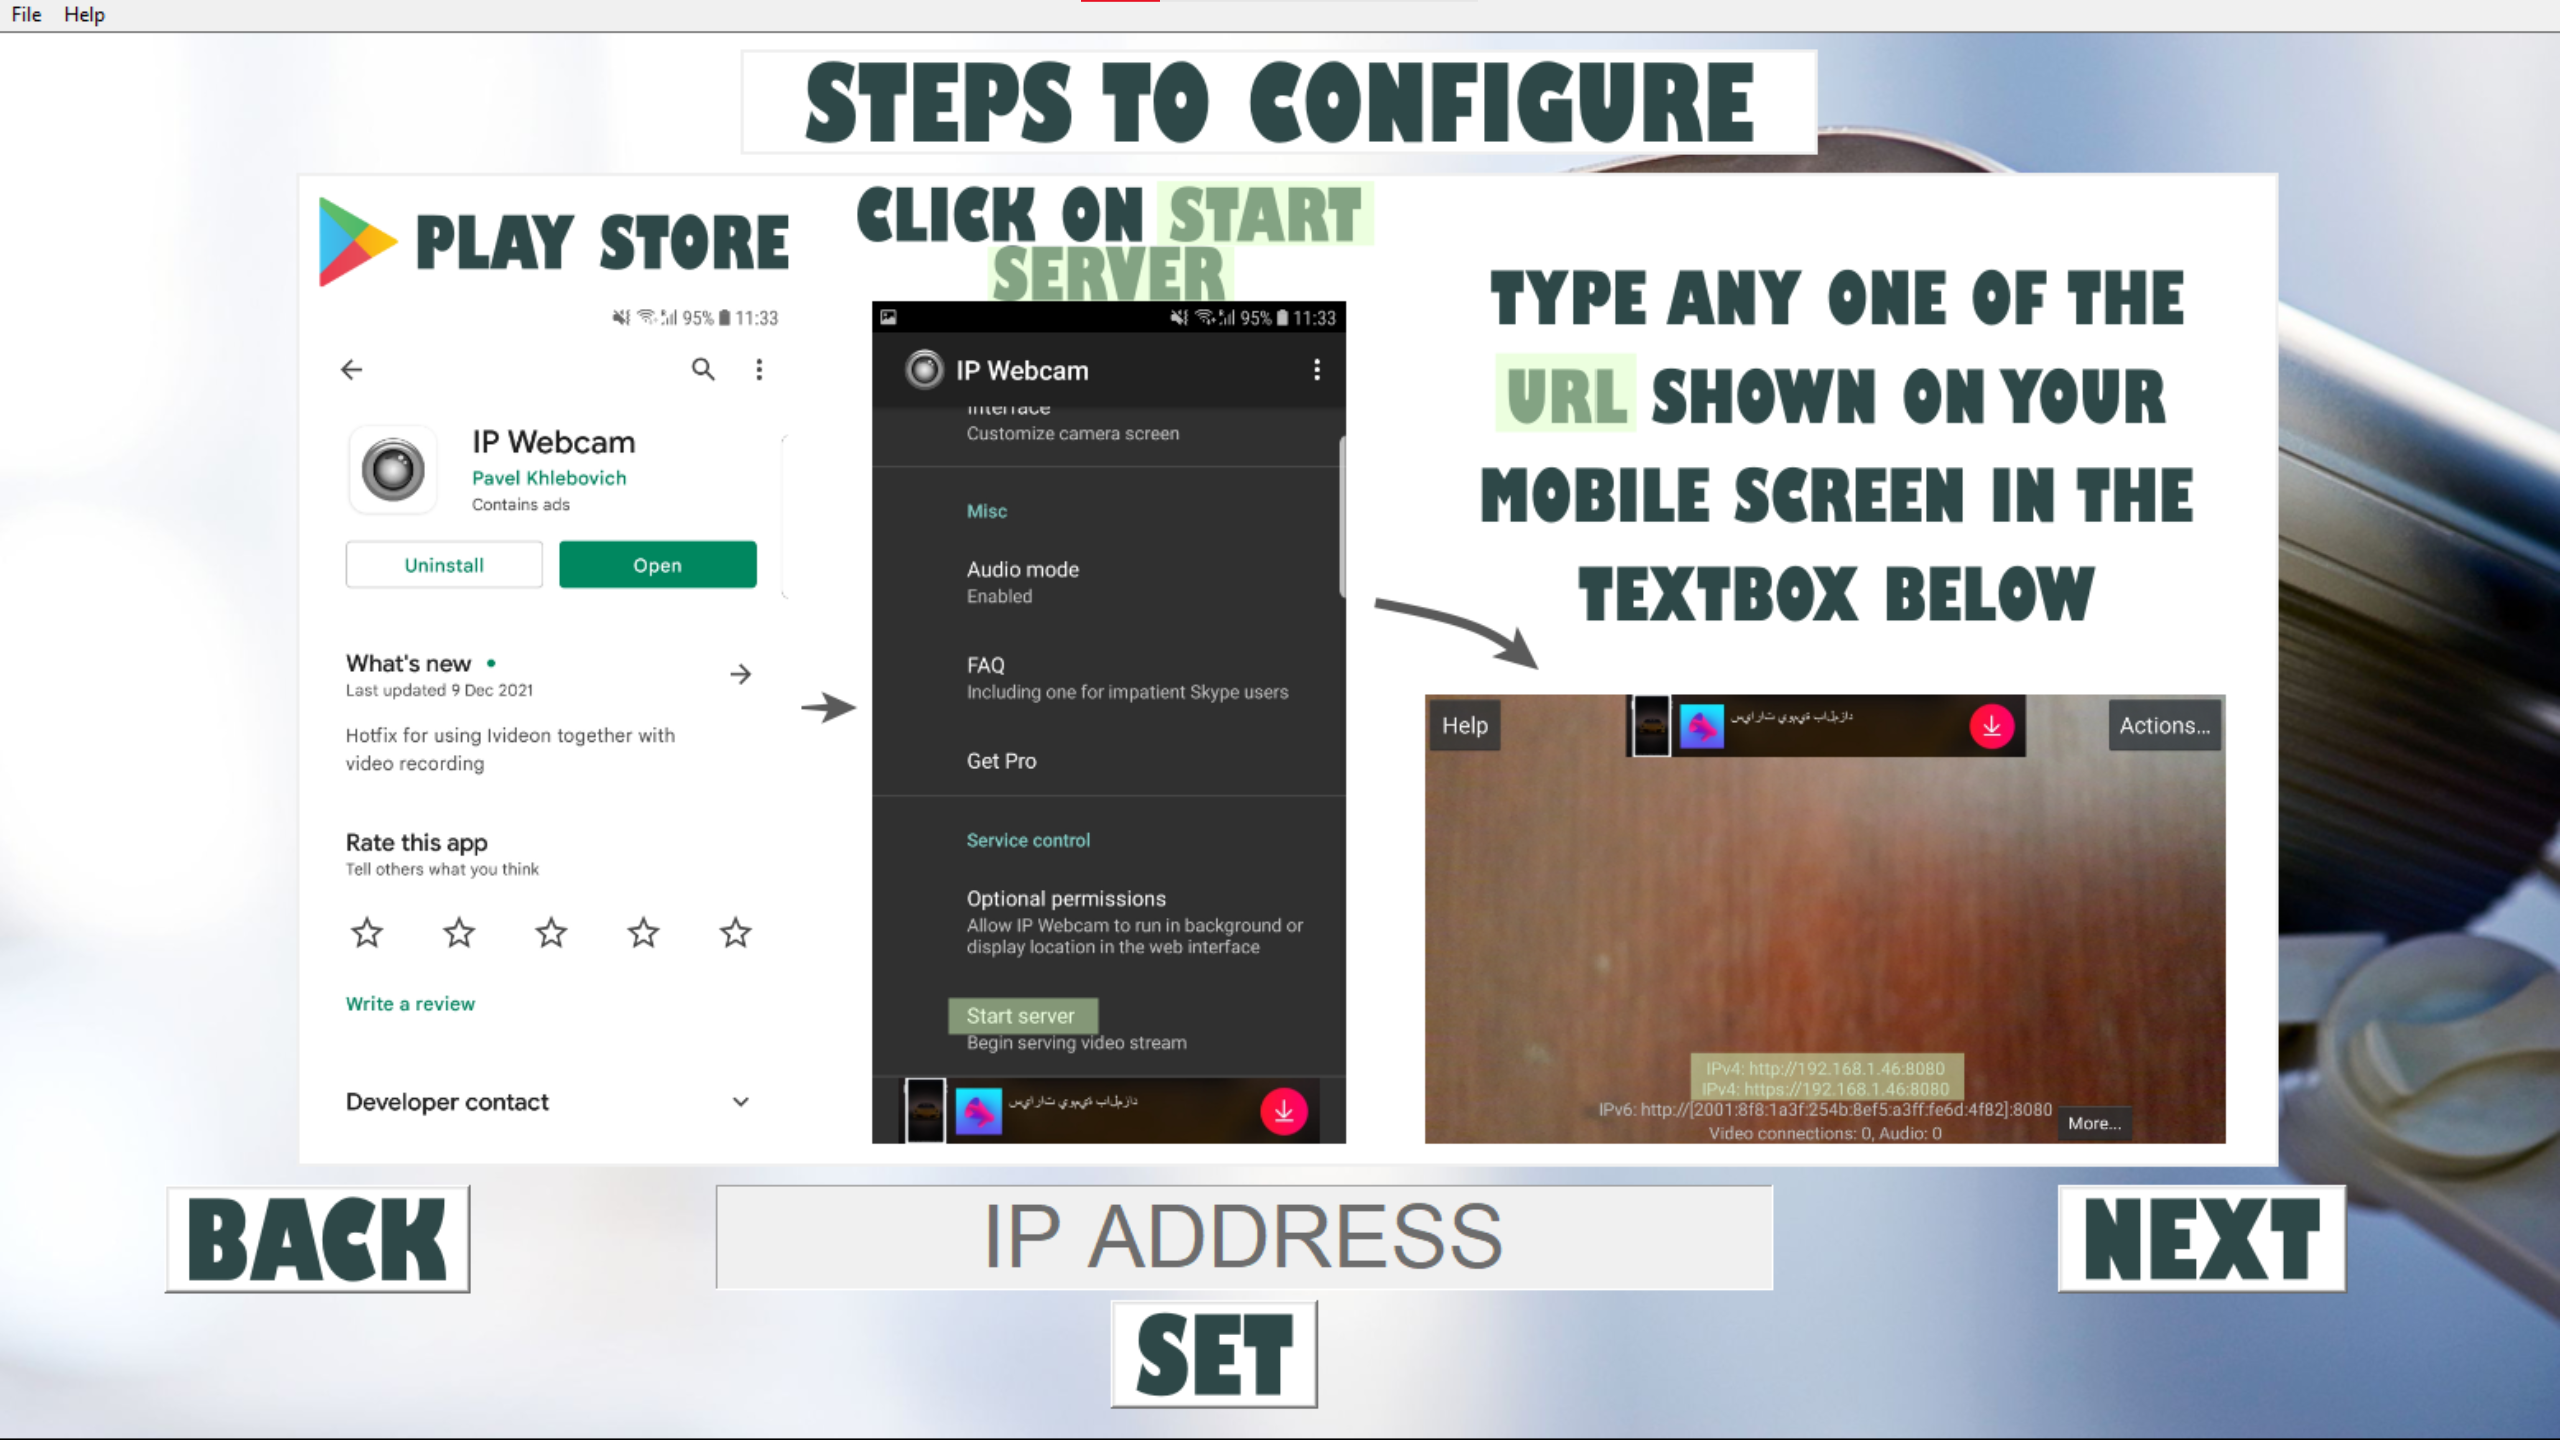 File Help
STEPS TO CONFIGURE
PLAY STORE
95% 11:33
IP Webcam
Pavel Khlebovich
Contains ads
Uninstall
Open
What's new •
Last updated 9 Dec 2021
Hotfix for using Ivideon together with
video recording
Rate this app
Tell others what you think
Write a review
Developer contact
CLICK ON START
SERVER
95% 11:33
IP Webcam
Interface
Customize camera screen
Misc
Audio mode
Enabled
FAQ
Including one for impatient Skype users
Get Pro
Service control
Optional permissions
Allow IP Webcam to run in background or
display location in the web interface
Start server
Begin serving video stream
TYPE ANY ONE OF THE
URL SHOWN ON YOUR
MOBILE SCREEN IN THE
TEXTBOX BELOW
Help
Actions...
IPv4: http://192.168.1.46:8080
IPv4: https://192.168.1.46:8080
IPv6: http://[2001:8f8:1a3f:254b:8ef5:a3ff:fe6d:4f82]:8080
Video connections: 0, Audio: 0
More...
BACK
IP ADDRESS
NEXT
SET